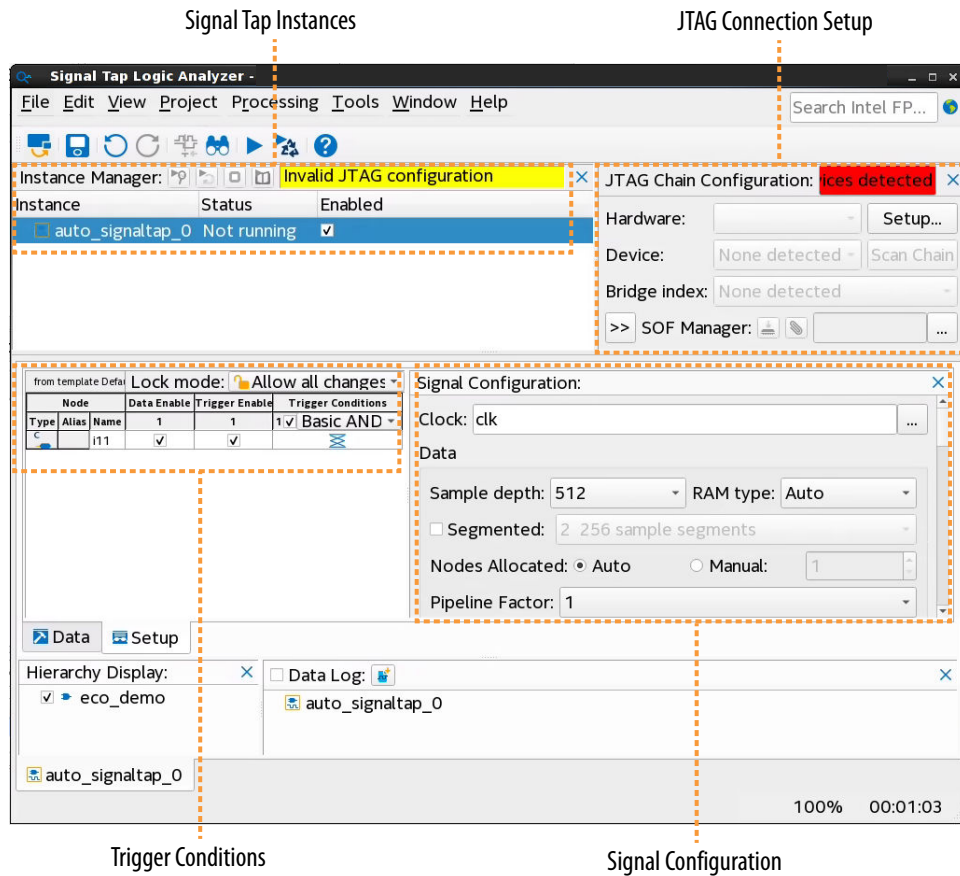 Signal Tap Instances
JTAG Connection Setup
Signal Tap Logic Analyzer -
File Edit View Project Processing Tools Window Help
Search Intel FP...
Instance Manager: Invalid JTAG configuration
Instance Status Enabled
auto_signaltap_0 Not running
JTAG Chain Configuration: ices detected
Hardware: Setup...
Device: None detected Scan Chain
Bridge index: None detected
>> SOF Manager: ...
from template Defau Lock mode: Allow all changes
Node Data Enable Trigger Enable Trigger Conditions
Type Alias Name 1 1 1 Basic AND
C i11
Signal Configuration:
Clock: clk ...
Data
Sample depth: 512 RAM type: Auto
Segmented: 2 256 sample segments
Nodes Allocated: Auto Manual: 1
Pipeline Factor: 1
Data Setup
Hierarchy Display:
eco_demo
Data Log:
auto_signaltap_0
auto_signaltap_0
100% 00:01:03
Trigger Conditions
Signal Configuration